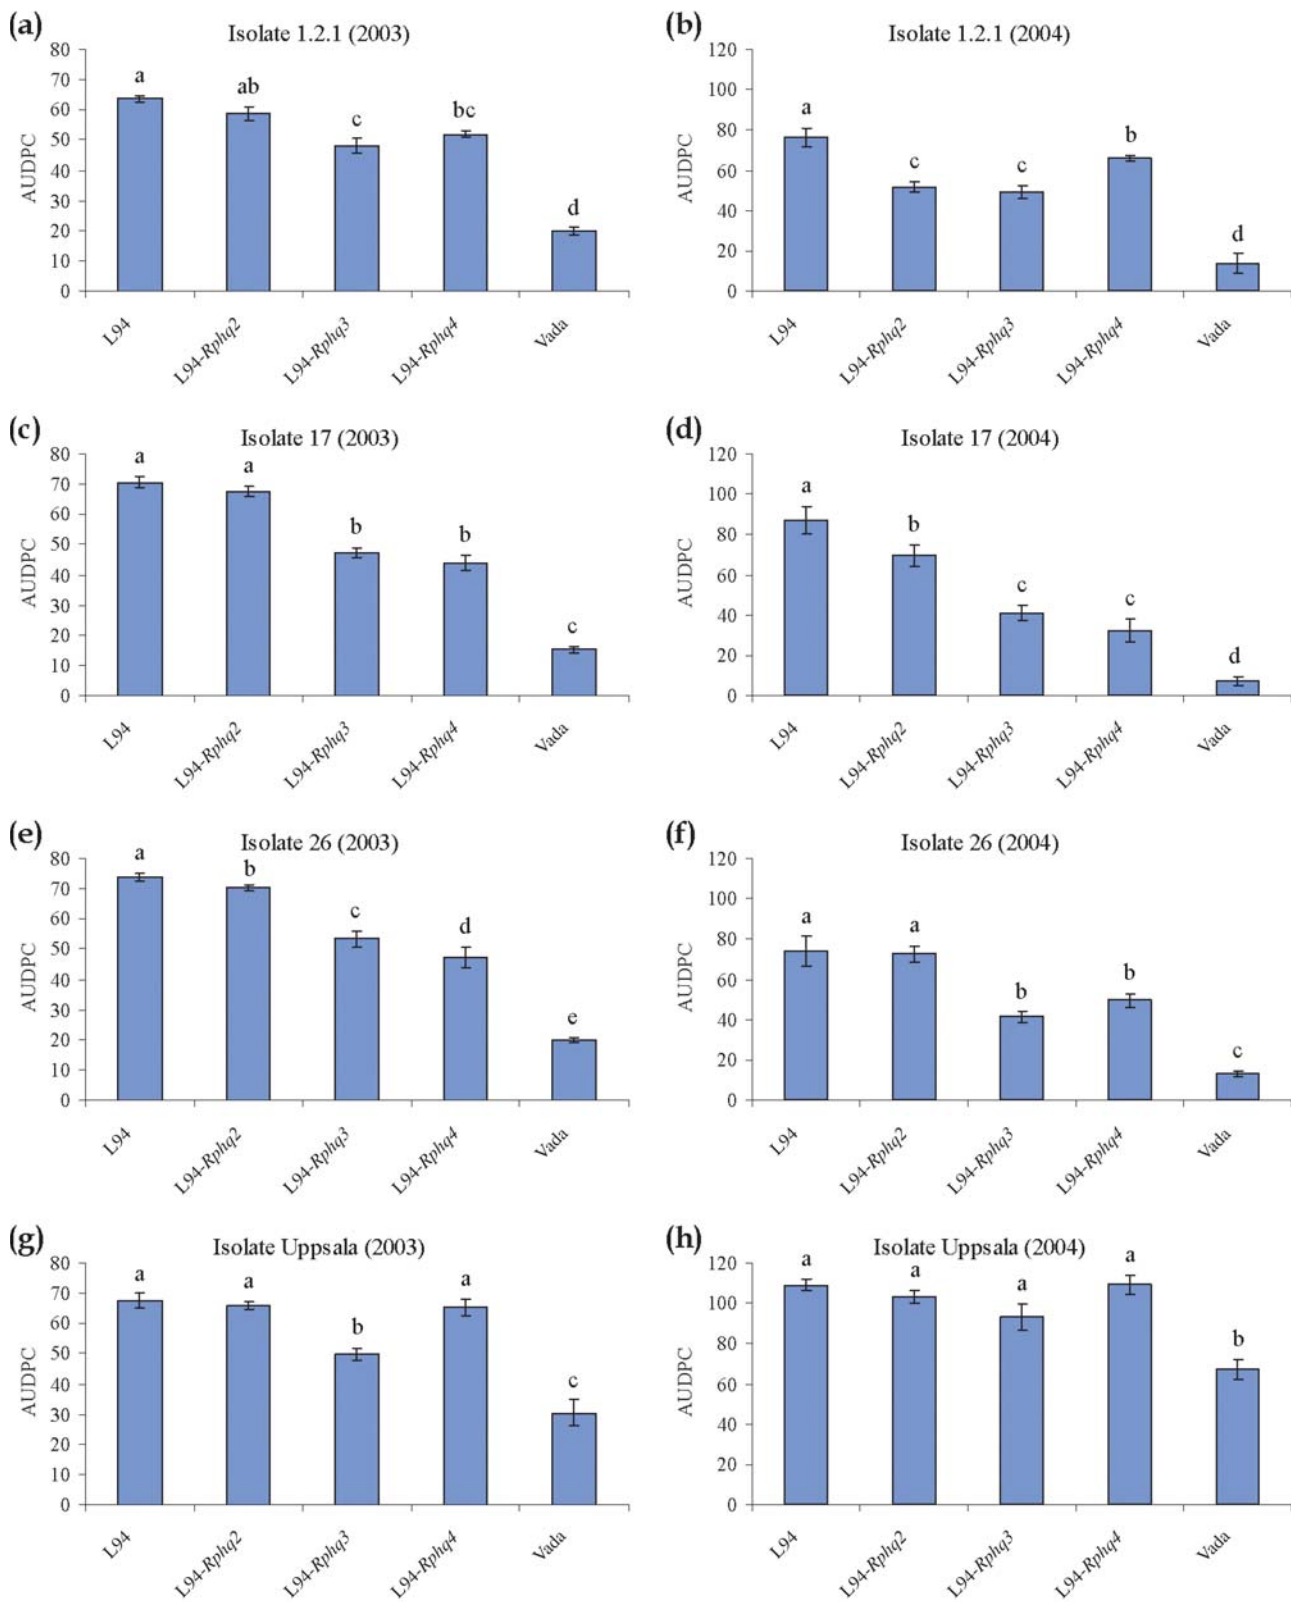 (a)
Isolate 1.2.1 (2003)
80
70
60
50
40
30
20
10
0
AUDPC
a
ab
c
bc
d
L94
L94-Rphq2
L94-Rphq3
L94-Rphq4
Vada
(b)
Isolate 1.2.1 (2004)
120
100
80
60
40
20
0
AUDPC
a
c
c
b
d
L94
L94-Rphq2
L94-Rphq3
L94-Rphq4
Vada
(c)
Isolate 17 (2003)
80
70
60
50
40
30
20
10
0
AUDPC
a
a
b
b
c
L94
L94-Rphq2
L94-Rphq3
L94-Rphq4
Vada
(d)
Isolate 17 (2004)
120
100
80
60
40
20
0
AUDPC
a
b
c
c
d
L94
L94-Rphq2
L94-Rphq3
L94-Rphq4
Vada
(e)
Isolate 26 (2003)
80
70
60
50
40
30
20
10
0
AUDPC
a
b
c
d
e
L94
L94-Rphq2
L94-Rphq3
L94-Rphq4
Vada
(f)
Isolate 26 (2004)
120
100
80
60
40
20
0
AUDPC
a
a
b
b
c
L94
L94-Rphq2
L94-Rphq3
L94-Rphq4
Vada
(g)
Isolate Uppsala (2003)
80
70
60
50
40
30
20
10
0
AUDPC
a
a
b
a
c
L94
L94-Rphq2
L94-Rphq3
L94-Rphq4
Vada
(h)
Isolate Uppsala (2004)
120
100
80
60
40
20
0
AUDPC
a
a
a
a
b
L94
L94-Rphq2
L94-Rphq3
L94-Rphq4
Vada